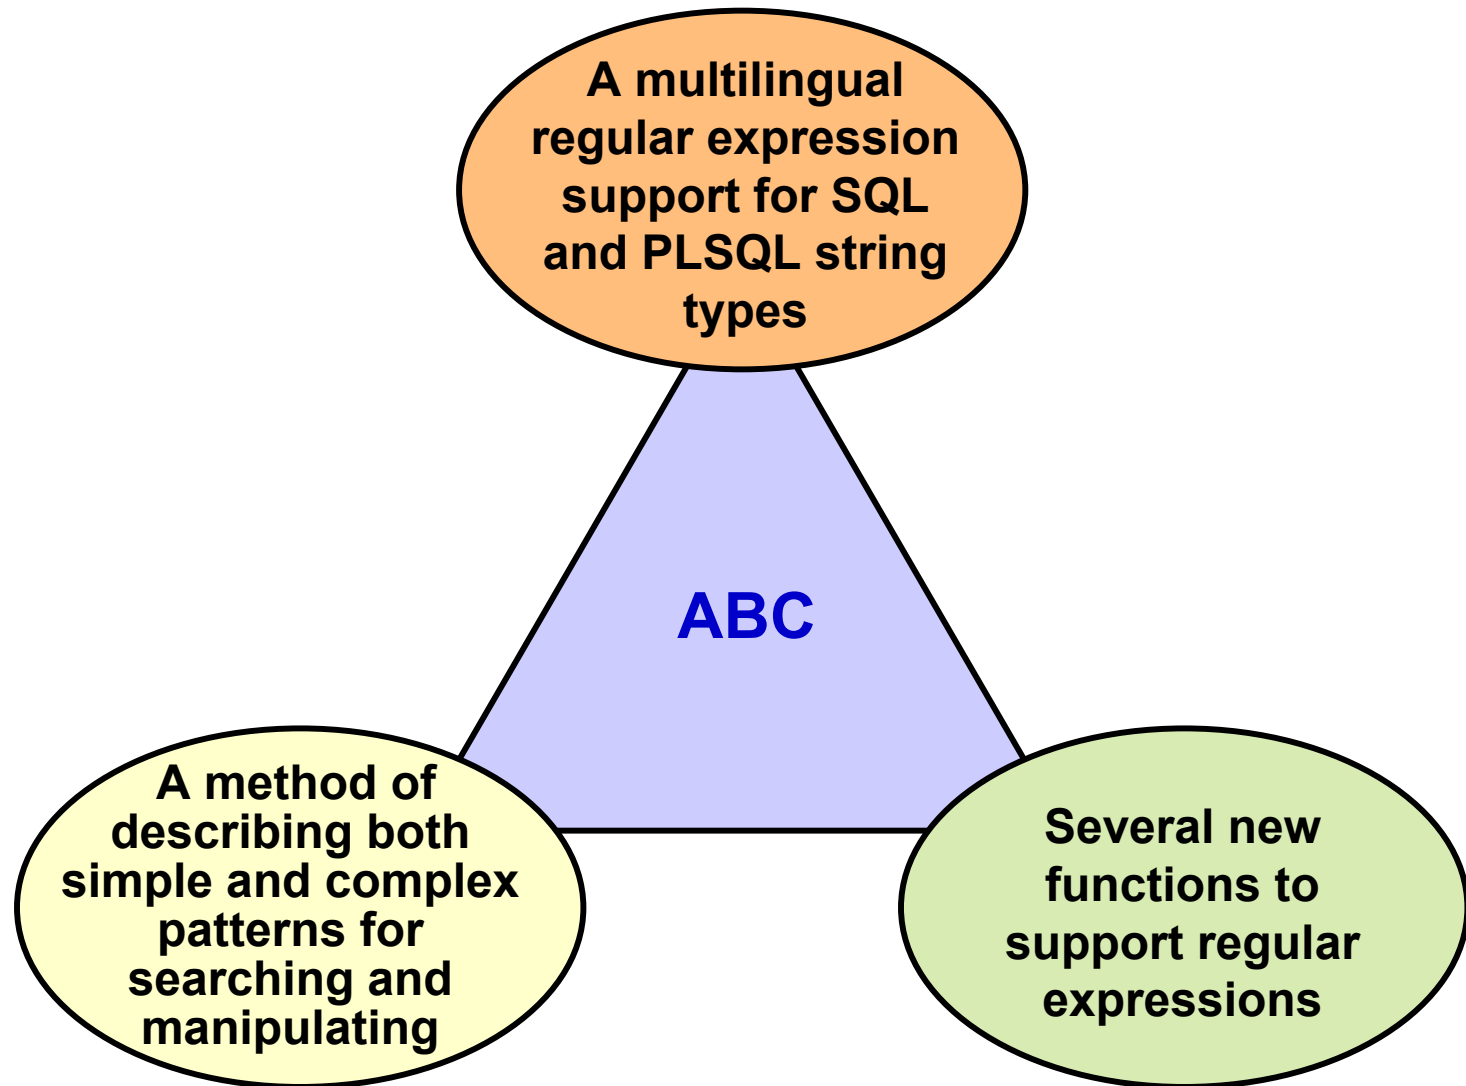 A multilingual
regular expression
support for SQL
and PLSQL string
types
ABC
A method of
describing both
simple and complex
patterns for
searching and
manipulating
Several new
functions to
support regular
expressions